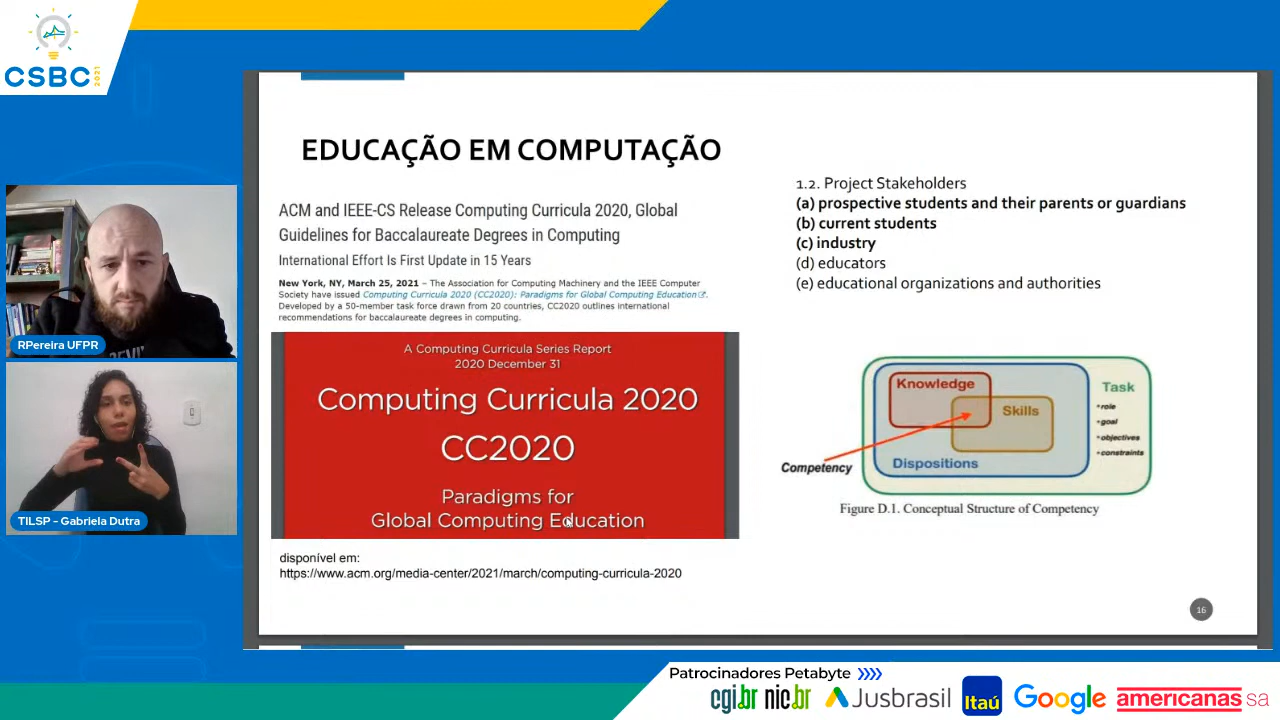 CSBC 2021
EDUCAÇÃO EM COMPUTAÇÃO
ACM and IEEE-CS Release Computing Curricula 2020, Global
Guidelines for Baccalaureate Degrees in Computing
International Effort Is First Update in 15 Years
New York, NY, March 25, 2021 – The Association for Computing Machinery and the IEEE Computer
Society have issued Computing Curricula 2020 (CC2020): Paradigms for Global Computing Education.
Developed by a 50-member task force drawn from 20 countries, CC2020 outlines international
recommendations for baccalaureate degrees in computing.
A Computing Curricula Series Report
2020 December 31
Computing Curricula 2020
CC2020
Paradigms for
Global Computing Education
disponível em:
https://www.acm.org/media-center/2021/march/computing-curricula-2020
1.2. Project Stakeholders
(a) prospective students and their parents or guardians
(b) current students
(c) industry
(d) educators
(e) educational organizations and authorities
Knowledge
Skills
Dispositions
Competency
Task
•role
•goal
•objectives
•constraints
Figure D.1. Conceptual Structure of Competency
16
RPereira UFPR
TILSP - Gabriela Dutra
Patrocinadores Petabyte
cgi.br nic.br Jusbrasil Itaú Google americanas sa